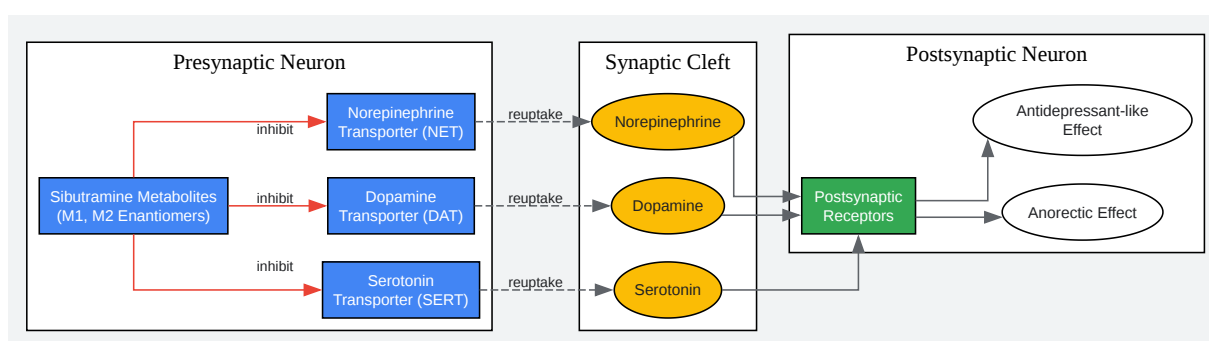 Presynaptic Neuron
Synaptic Cleft
Postsynaptic Neuron
Sibutramine Metabolites
(M1, M2 Enantiomers)
inhibit
inhibit
inhibit
Norepinephrine
Transporter (NET)
Dopamine
Transporter (DAT)
Serotonin
Transporter (SERT)
reuptake
reuptake
reuptake
Norepinephrine
Dopamine
Serotonin
Postsynaptic
Receptors
Antidepressant-like
Effect
Anorectic Effect